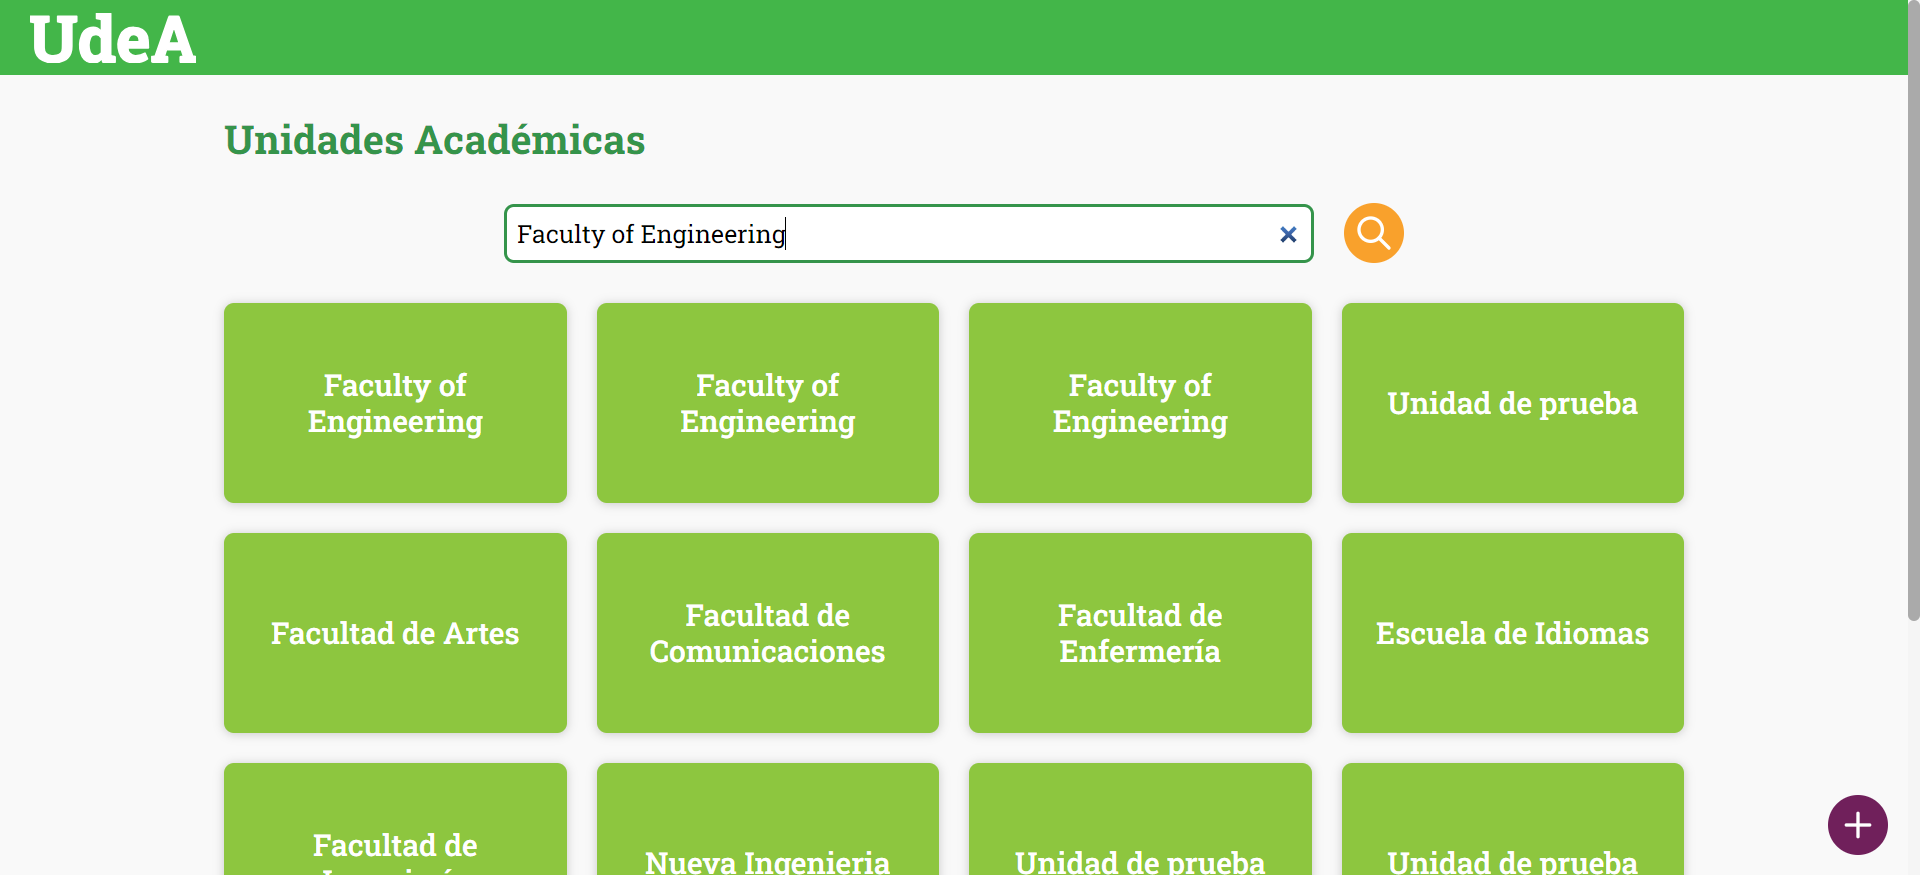 UdeA
Unidades Académicas
Faculty of Engineering
Faculty of
Engineering
Faculty of
Engineering
Faculty of
Engineering
Unidad de prueba
Facultad de Artes
Facultad de
Comunicaciones
Facultad de
Enfermería
Escuela de Idiomas
Facultad de
Nueva Ingenieria
Unidad de prueba
Unidad de prueba